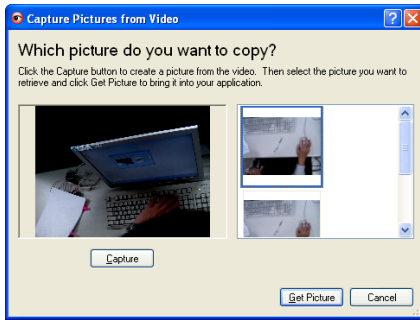 Capture Pictures from Video
Which picture do you want to copy?
Click the Capture button to create a picture from the video. Then select the picture you want to
retrieve and click Get Picture to bring it into your application.
Capture
Get Picture
Cancel